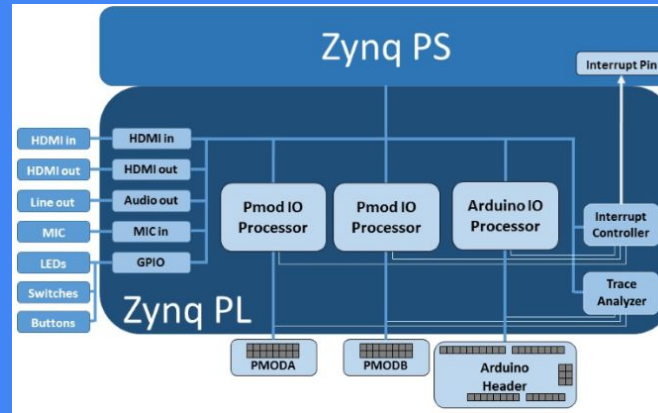 Zynq PS
Interrupt Pin
HDMI in
HDMI in
HDMI out
HDMI out
Line out
Audio out
MIC
MIC in
LEDs
GPIO
Switches
Buttons
Pmod IO
Processor
Pmod IO
Processor
Arduino IO
Processor
Interrupt
Controller
Trace
Analyzer
Zynq PL
PMODA
PMODB
Arduino
Header